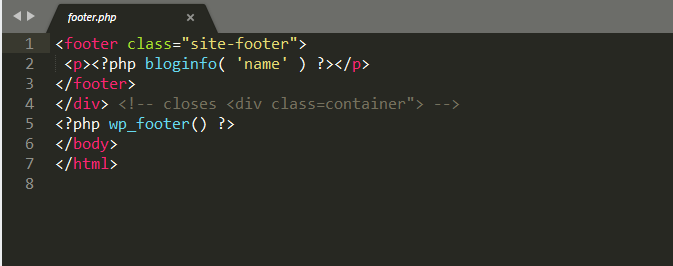 footer.php ×
1 <footer class="site-footer">
2  <p><?php bloginfo( 'name' ) ?></p>
3 </footer>
4 </div> <!-- closes <div class=container"> -->
5 <?php wp_footer() ?>
6 </body>
7 </html>
8